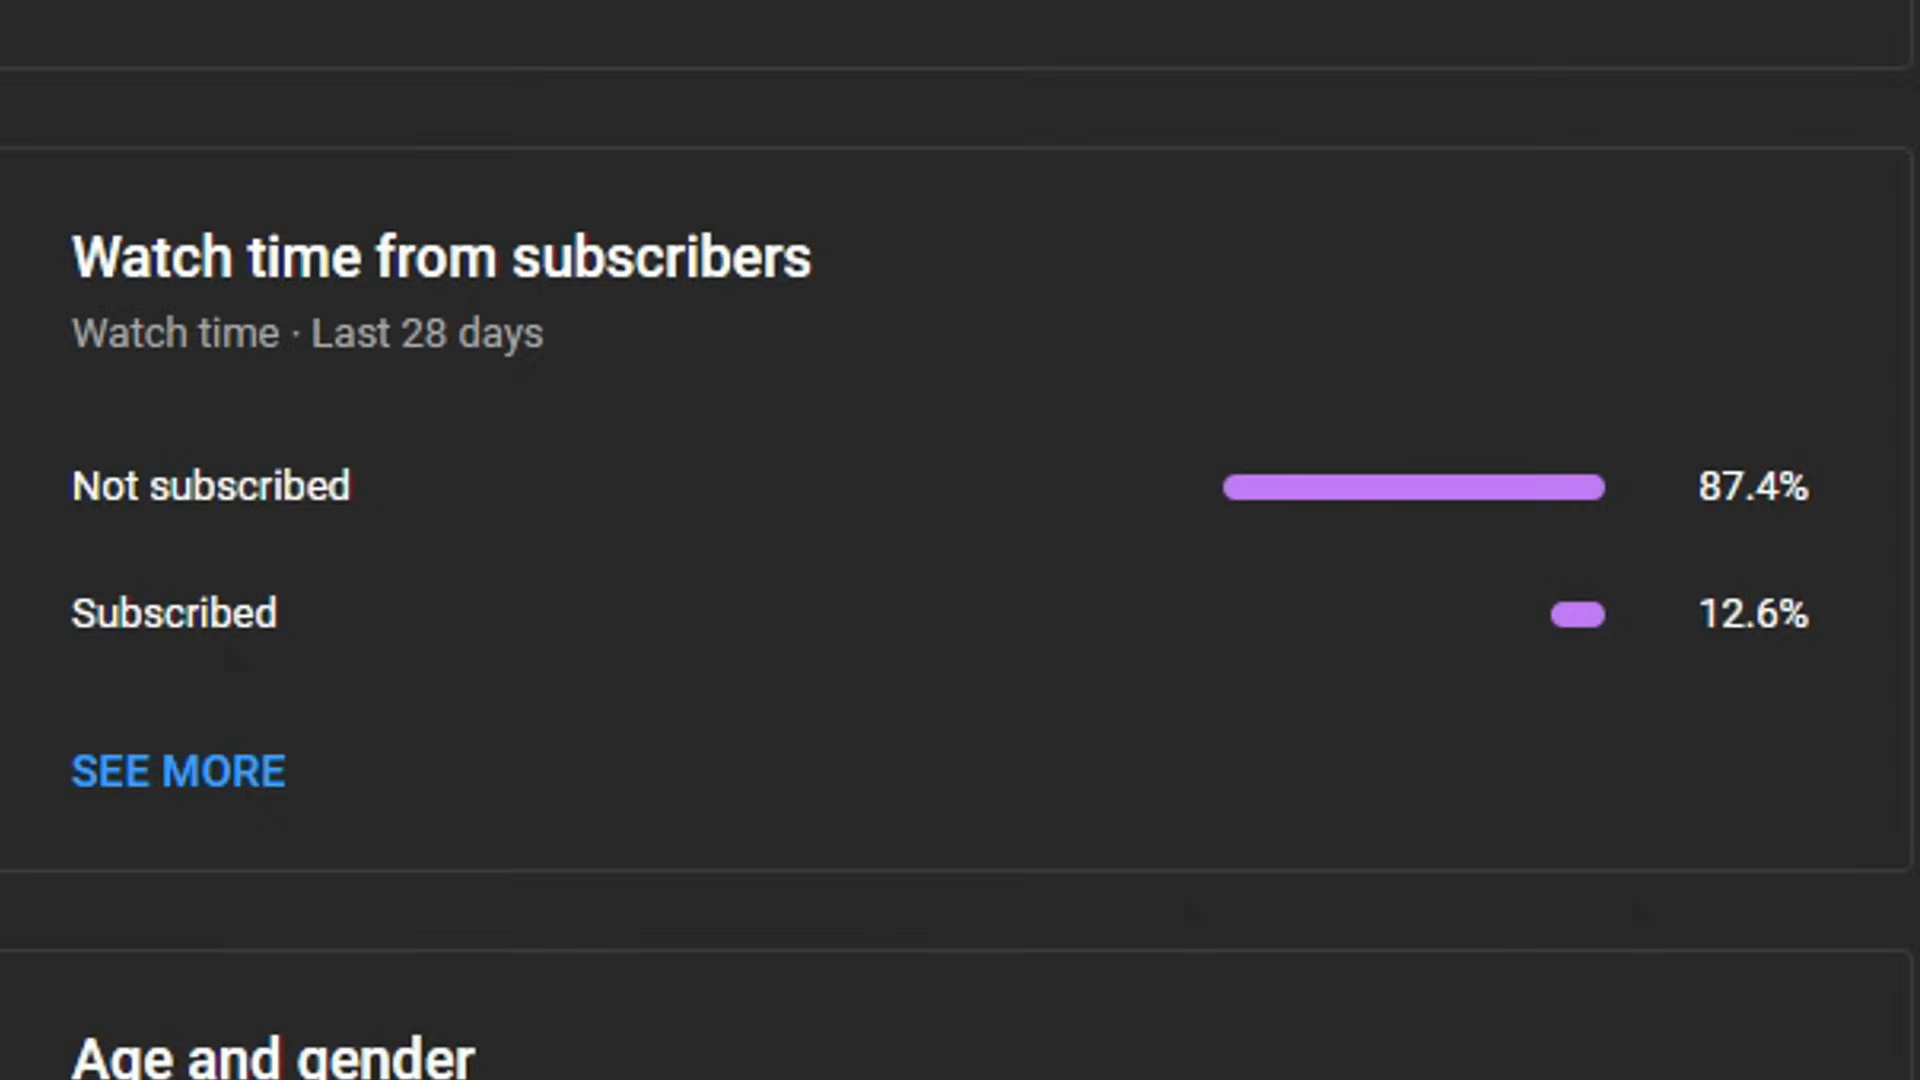 Watch time from subscribers
Watch time · Last 28 days
Not subscribed 87.4%
Subscribed 12.6%
SEE MORE
Age and gender